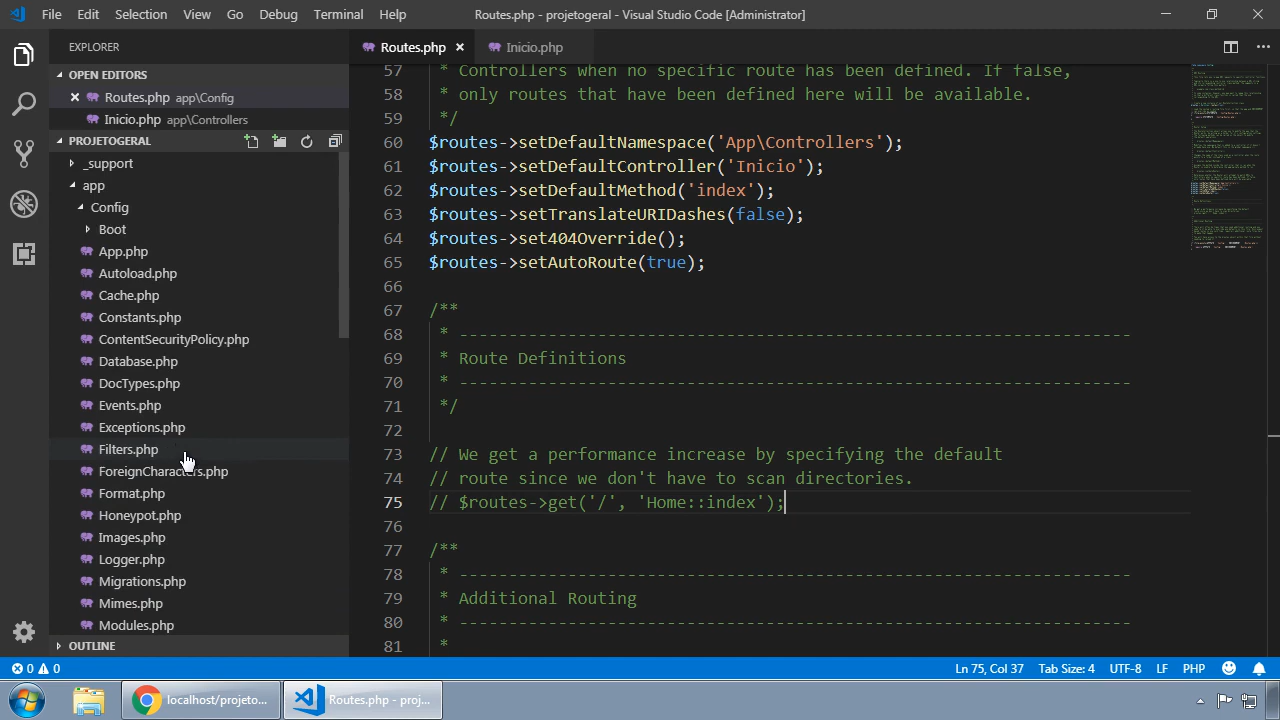 File Edit Selection View Go Debug Terminal Help Routes.php - projetogeral - Visual Studio Code [Administrator]
EXPLORER
OPEN EDITORS
Routes.php app\Config
Inicio.php app\Controllers
PROJETOGERAL
_support
app
Config
Boot
App.php
Autoload.php
Cache.php
Constants.php
ContentSecurityPolicy.php
Database.php
DocTypes.php
Events.php
Exceptions.php
Filters.php
ForeignCharacters.php
Format.php
Honeypot.php
Images.php
Logger.php
Migrations.php
Mimes.php
Modules.php
OUTLINE
Routes.php Inicio.php
57 * Controllers when no specific route has been defined. If false,
58 * only routes that have been defined here will be available.
59 */
60 $routes->setDefaultNamespace('App\Controllers');
61 $routes->setDefaultController('Inicio');
62 $routes->setDefaultMethod('index');
63 $routes->setTranslateURIDashes(false);
64 $routes->set404Override();
65 $routes->setAutoRoute(true);
66
67 /**
68 * --------------------------------------------------------------------
69 * Route Definitions
70 * --------------------------------------------------------------------
71 */
72
73 // We get a performance increase by specifying the default
74 // route since we don't have to scan directories.
75 // $routes->get('/', 'Home::index');
76
77 /**
78 * --------------------------------------------------------------------
79 * Additional Routing
80 * --------------------------------------------------------------------
81 *
0 0 Ln 75, Col 37 Tab Size: 4 UTF-8 LF PHP
localhost/projeto... Routes.php - proj...